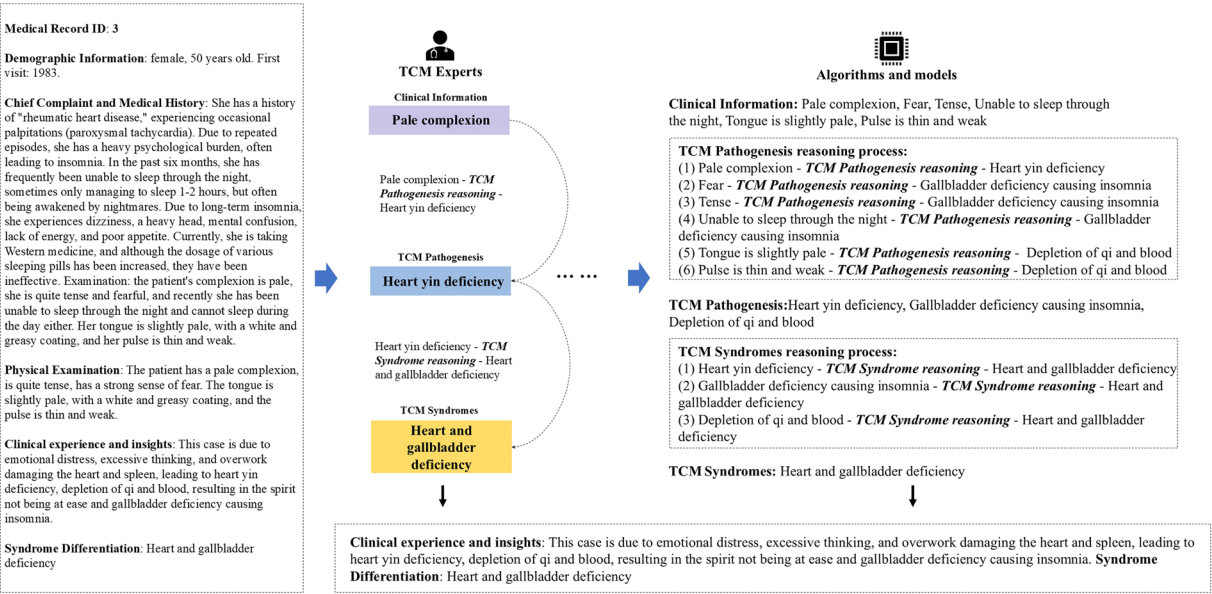 Medical Record ID: 3
Demographic Information: female, 50 years old. First
visit: 1983.
Chief Complaint and Medical History: She has a history
of "rheumatic heart disease," experiencing occasional
palpitations (paroxysmal tachycardia). Due to repeated
episodes, she has a heavy psychological burden, often
leading to insomnia. In the past six months, she has
frequently been unable to sleep through the night,
sometimes only managing to sleep 1-2 hours, but often
being awakened by nightmares. Due to long-term insomnia,
she experiences dizziness, a heavy head, mental confusion,
lack of energy, and poor appetite. Currently, she is taking
Western medicine, and although the dosage of various
sleeping pills has been increased, they have been
ineffective. Examination: the patient's complexion is pale,
she is quite tense and fearful, and recently she has been
unable to sleep through the night and cannot sleep during
the day either. Her tongue is slightly pale, with a white and
greasy coating, and her pulse is thin and weak.
Physical Examination: The patient has a pale complexion,
is quite tense, has a strong sense of fear. The tongue is
slightly pale, with a white and greasy coating, and the
pulse is thin and weak.
Clinical experience and insights: This case is due to
emotional distress, excessive thinking, and overwork
damaging the heart and spleen, leading to heart yin
deficiency, depletion of qi and blood, resulting in the spirit
not being at ease and gallbladder deficiency causing
insomnia.
Syndrome Differentiation: Heart and gallbladder
deficiency
TCM Experts
Clinical Information
Pale complexion
Pale complexion - TCM
Pathogenesis reasoning -
Heart yin deficiency
TCM Pathogenesis
Heart yin deficiency
... ...
Heart yin deficiency - TCM
Syndrome reasoning - Heart
and gallbladder deficiency
TCM Syndromes
Heart and
gallbladder
deficiency
Algorithms and models
Clinical Information: Pale complexion, Fear, Tense, Unable to sleep through
the night, Tongue is slightly pale, Pulse is thin and weak
TCM Pathogenesis reasoning process:
(1) Pale complexion - TCM Pathogenesis reasoning - Heart yin deficiency
(2) Fear - TCM Pathogenesis reasoning - Gallbladder deficiency causing insomnia
(3) Tense - TCM Pathogenesis reasoning - Gallbladder deficiency causing insomnia
(4) Unable to sleep through the night - TCM Pathogenesis reasoning - Gallbladder
deficiency causing insomnia
(5) Tongue is slightly pale - TCM Pathogenesis reasoning - Depletion of qi and blood
(6) Pulse is thin and weak - TCM Pathogenesis reasoning - Depletion of qi and blood
TCM Pathogenesis:Heart yin deficiency, Gallbladder deficiency causing insomnia,
Depletion of qi and blood
TCM Syndromes reasoning process:
(1) Heart yin deficiency - TCM Syndrome reasoning - Heart and gallbladder deficiency
(2) Gallbladder deficiency causing insomnia - TCM Syndrome reasoning - Heart and
gallbladder deficiency
(3) Depletion of qi and blood - TCM Syndrome reasoning - Heart and gallbladder
deficiency
TCM Syndromes: Heart and gallbladder deficiency
Clinical experience and insights: This case is due to emotional distress, excessive thinking, and overwork damaging the heart and spleen, leading to
heart yin deficiency, depletion of qi and blood, resulting in the spirit not being at ease and gallbladder deficiency causing insomnia. Syndrome
Differentiation: Heart and gallbladder deficiency